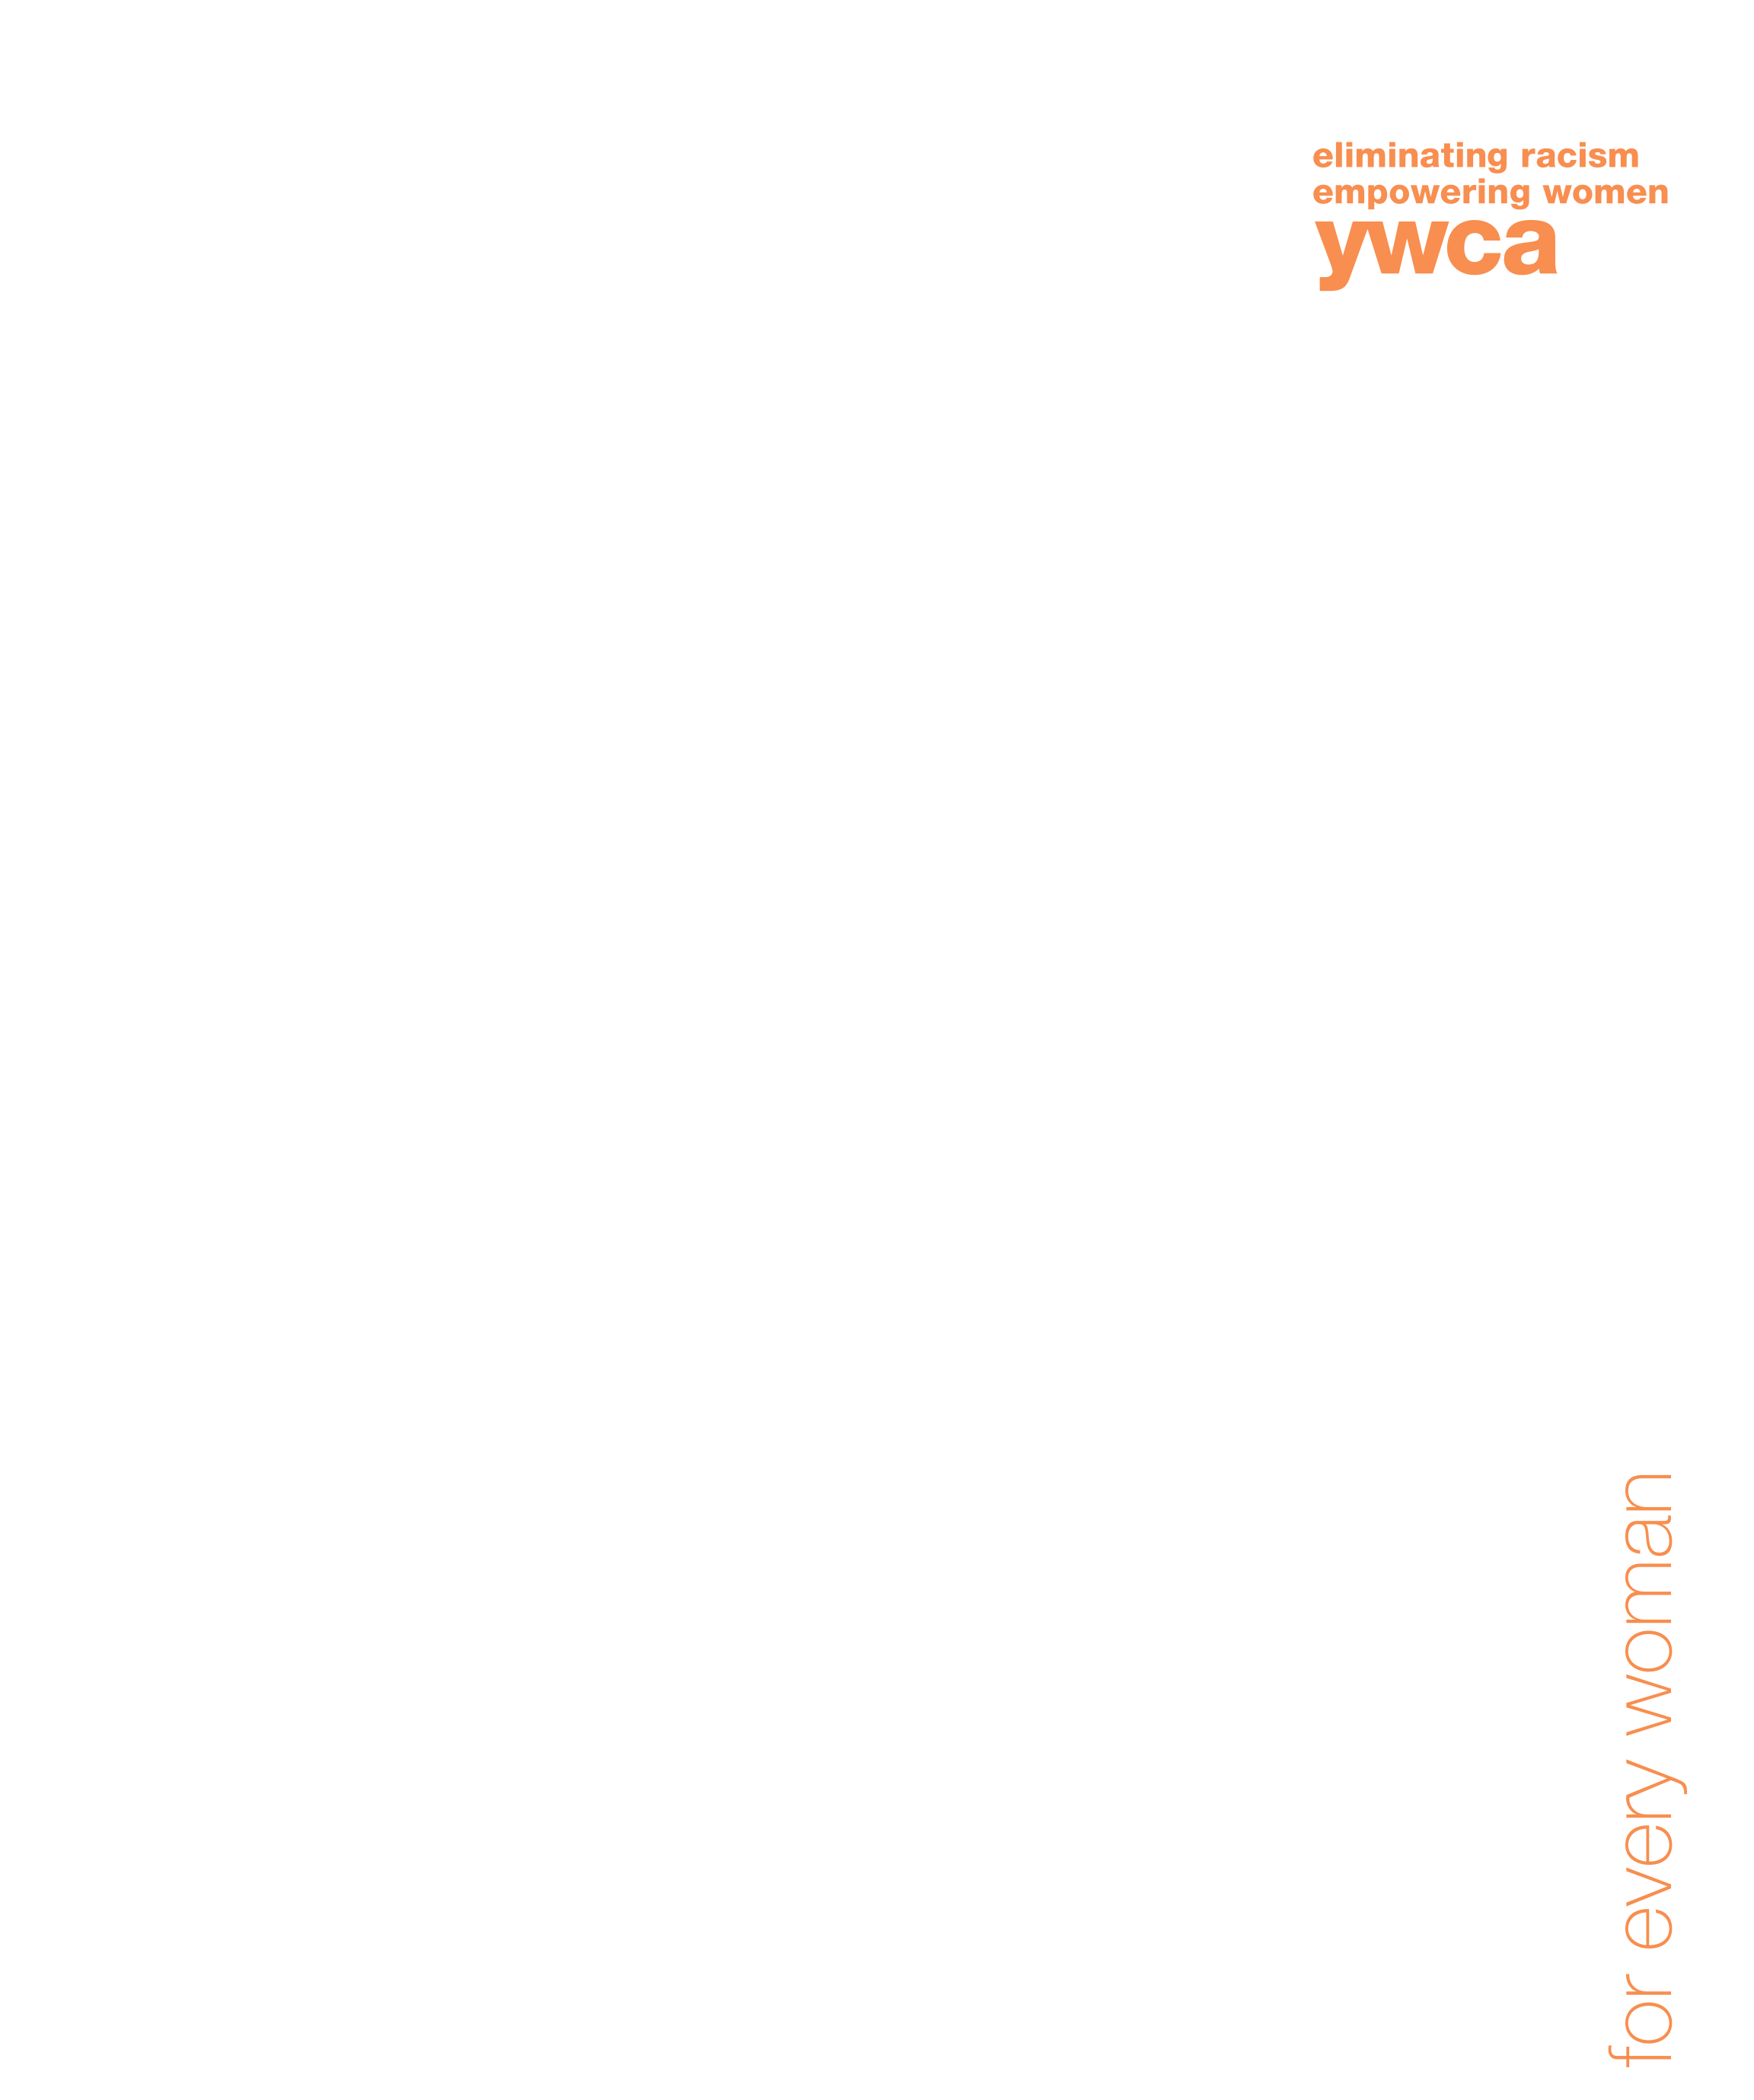 eliminating racism
empowering women
ywca
for every woman